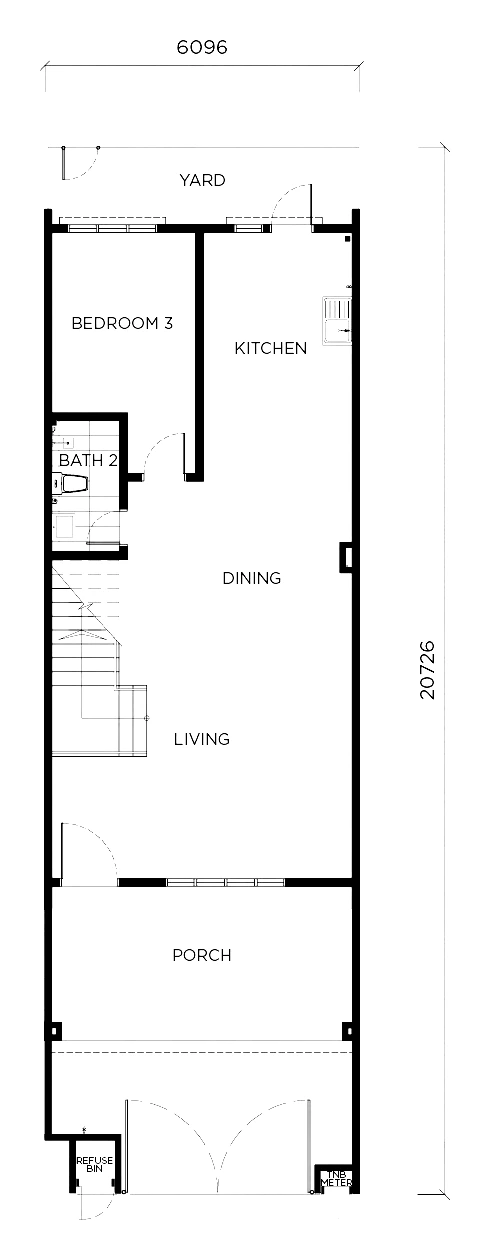 6096
YARD
BEDROOM 3
KITCHEN
BATH 2
DINING
20726
LIVING
PORCH
REFUSE
BIN
TNB
METER